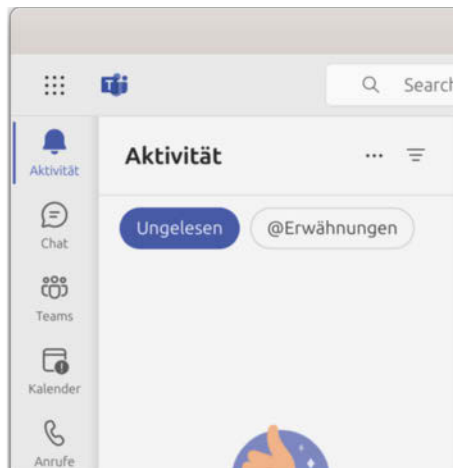 Search
Aktivität
Aktivität
Ungelesen
@Erwähnungen
Chat
Teams
Kalender
Anrufe